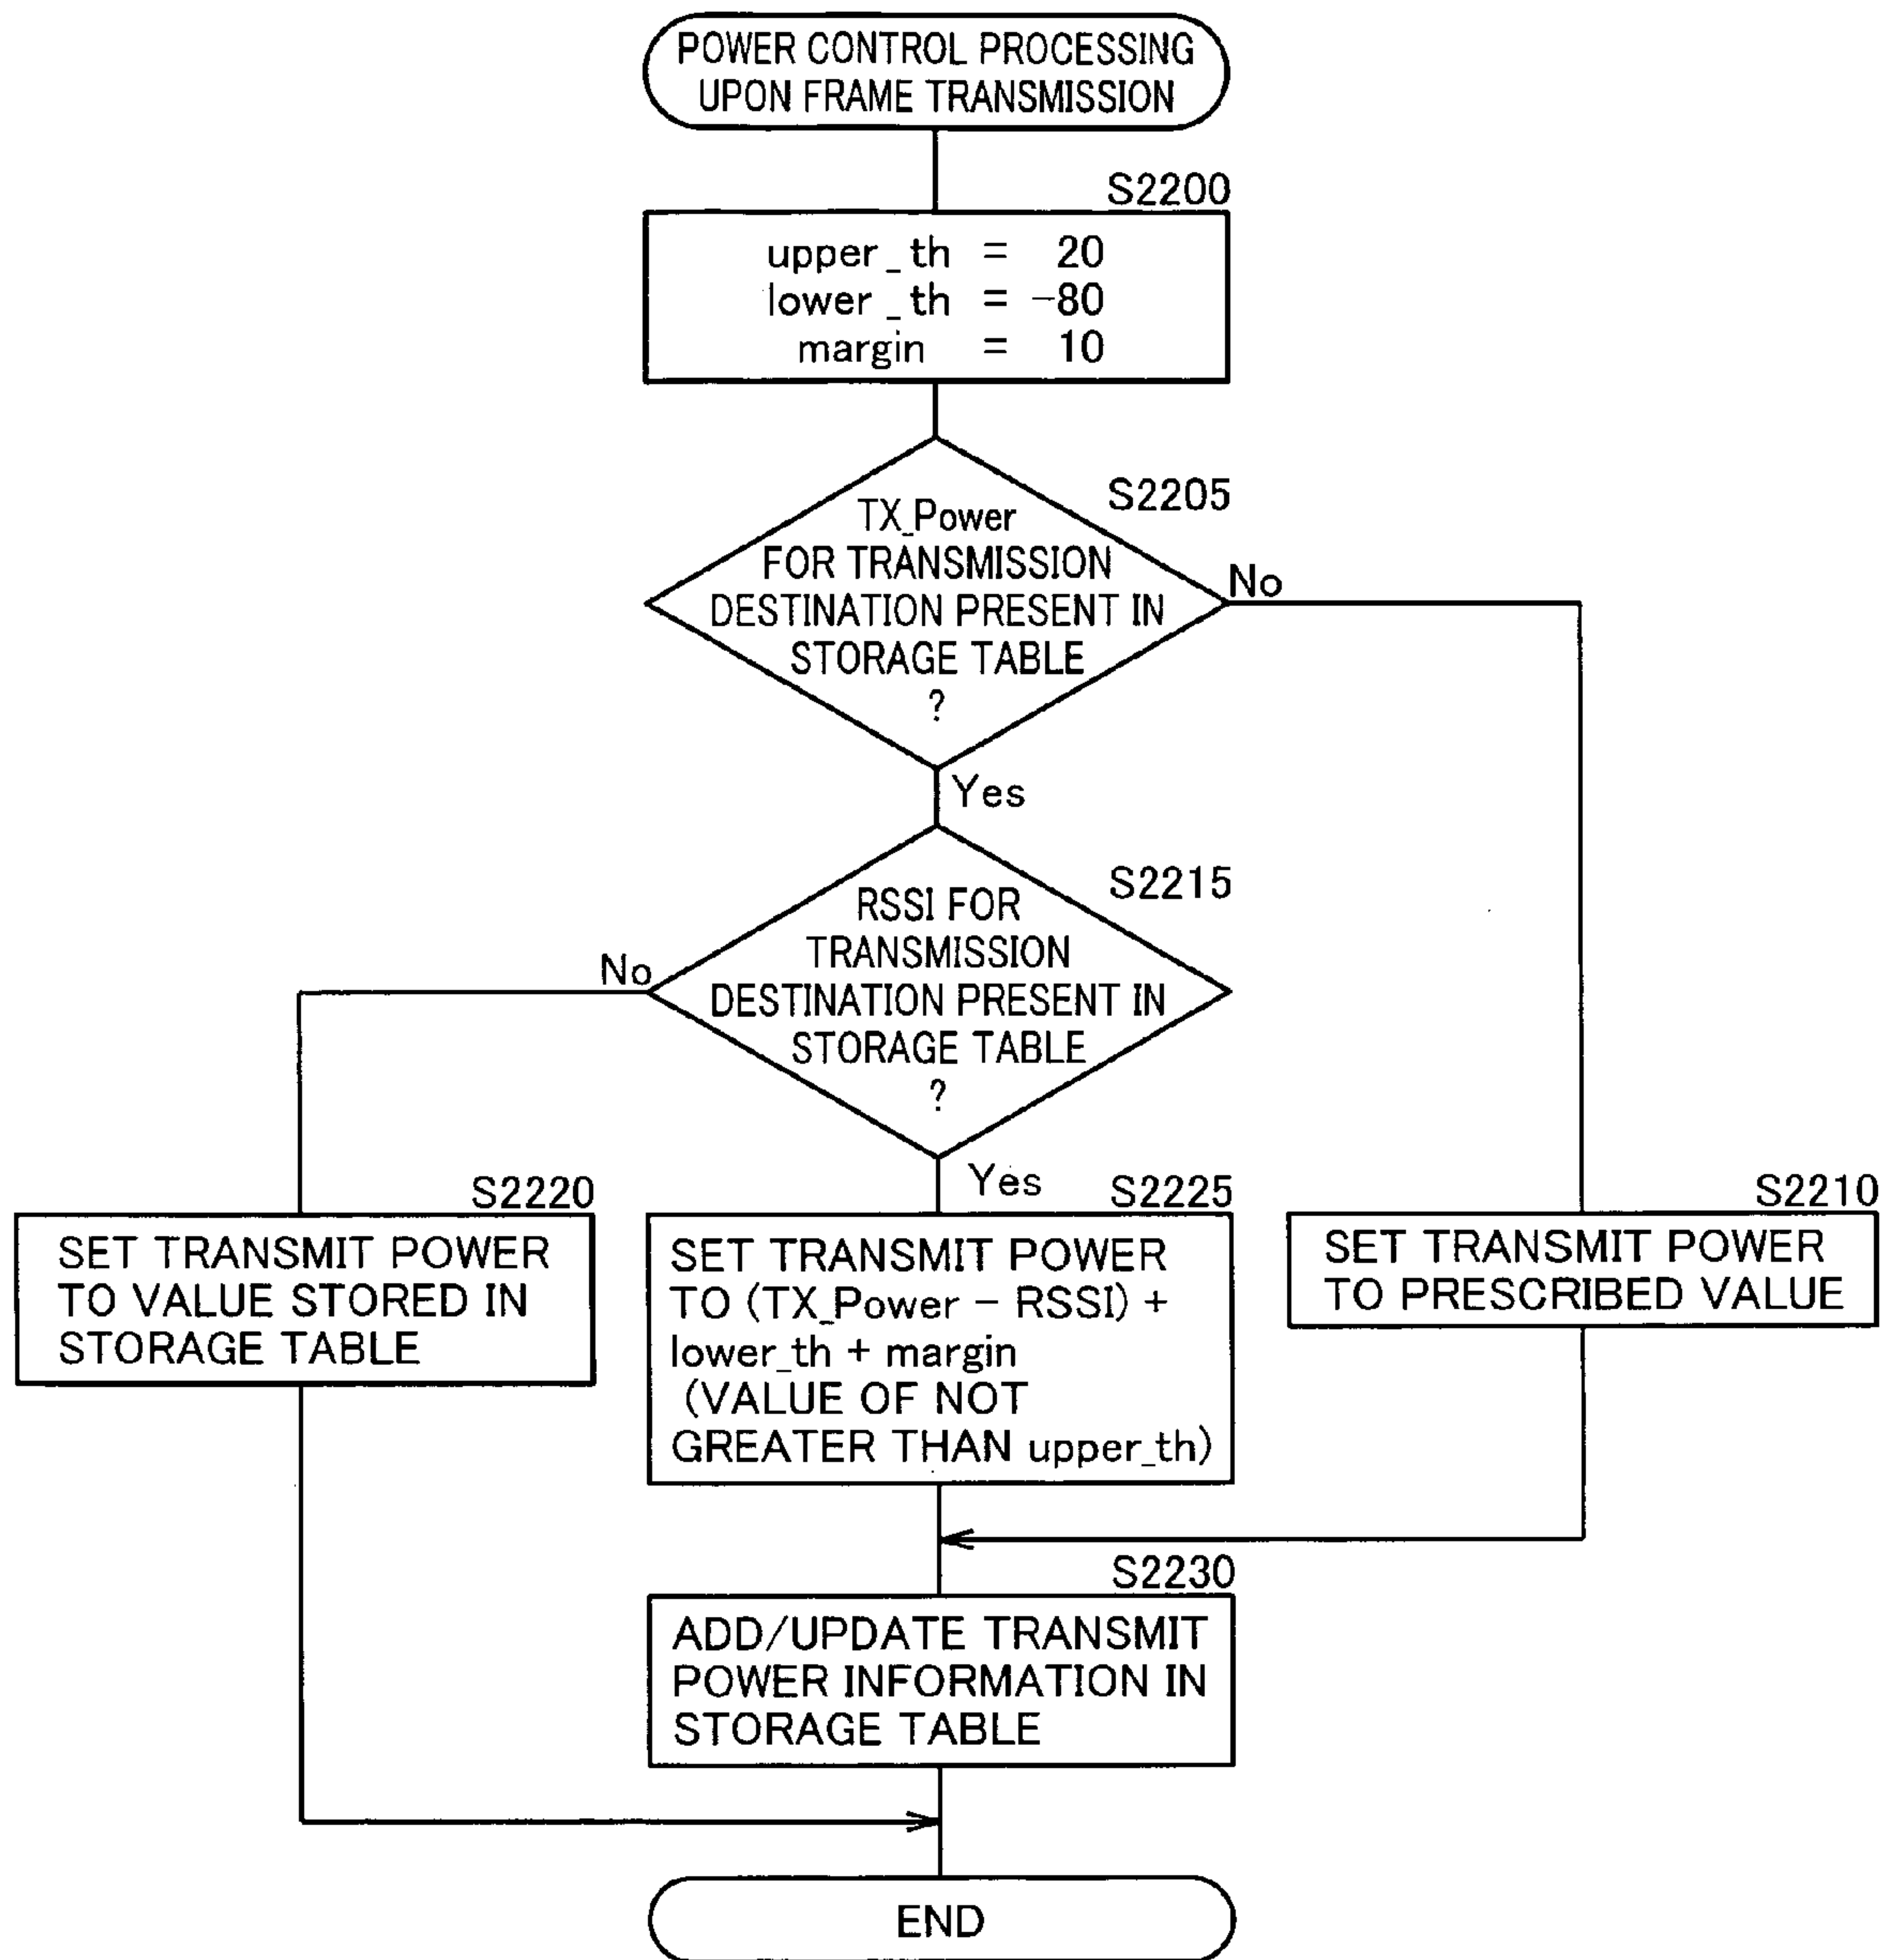 POWER CONTROL PROCESSING
UPON FRAME TRANSMISSION
S2200
upper_th = 20
lower_th = -80
margin = 10
S2205
TX_Power
FOR TRANSMISSION
DESTINATION PRESENT IN
STORAGE TABLE
?
No
Yes
S2215
RSSI FOR
TRANSMISSION
DESTINATION PRESENT IN
STORAGE TABLE
?
No
Yes
S2220
SET TRANSMIT POWER
TO VALUE STORED IN
STORAGE TABLE
S2225
SET TRANSMIT POWER
TO (TX_Power - RSSI) +
lower_th + margin
(VALUE OF NOT
GREATER THAN upper_th)
S2210
SET TRANSMIT POWER
TO PRESCRIBED VALUE
S2230
ADD/UPDATE TRANSMIT
POWER INFORMATION IN
STORAGE TABLE
END